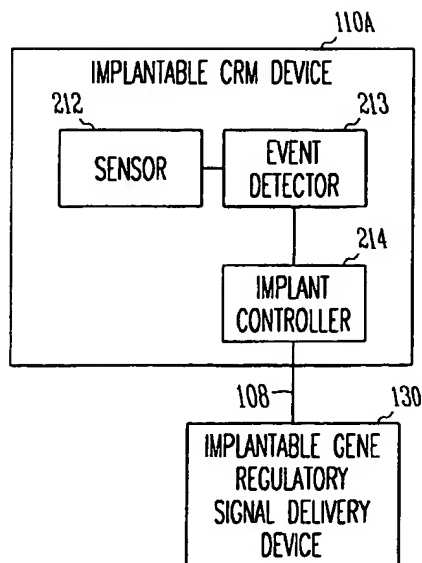 110A
IMPLANTABLE CRM DEVICE
212
213
SENSOR
EVENT
DETECTOR
214
IMPLANT
CONTROLLER
108
130
IMPLANTABLE GENE
REGULATORY
SIGNAL DELIVERY
DEVICE